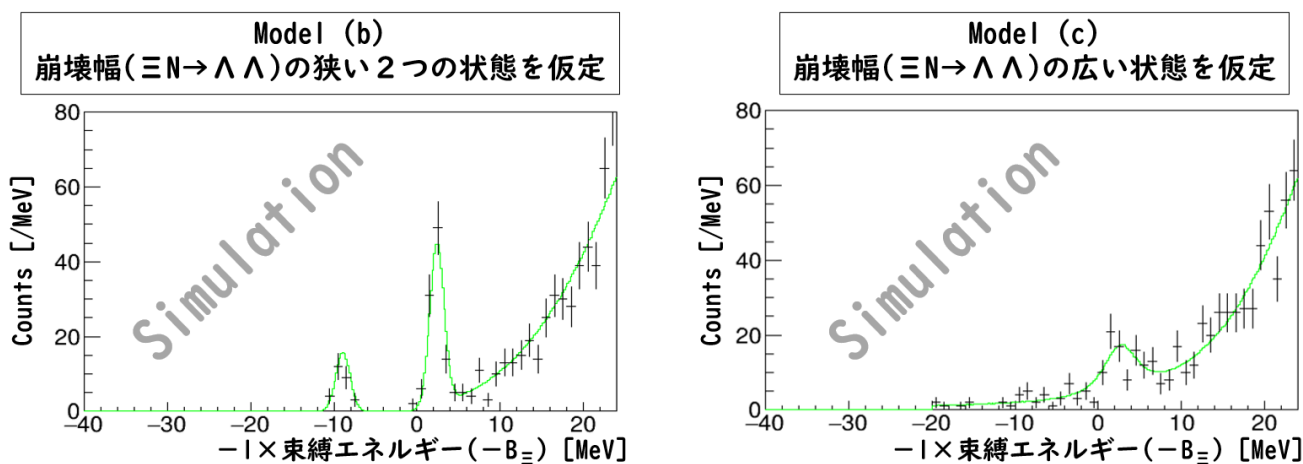 Model (b)
崩壊幅(ΞN→ΛΛ)の狭い２つの状態を仮定
Simulation
Counts [/MeV]
80
60
40
20
0
−40 −30 −20 −10 0 10 20
−1×束縛エネルギー(−BΞ) [MeV]
Model (c)
崩壊幅(ΞN→ΛΛ)の広い状態を仮定
Simulation
Counts [/MeV]
80
60
40
20
0
−40 −30 −20 −10 0 10 20
−1×束縛エネルギー(−BΞ) [MeV]